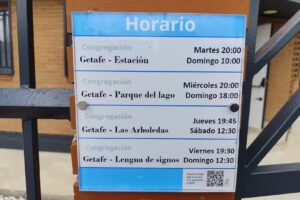 Horario
Congregación
Martes 20:00
Getafe - Estación
Domingo 10:00
Congregación
Miércoles 20:00
Getafe - Parque del lago
Domingo 18:00
Congregación
Jueves 19:45
Getafe - Las Arboledas
Sábado 12:30
Congregación
Viernes 19:30
Getafe - Lengua de signos
Domingo 12:30